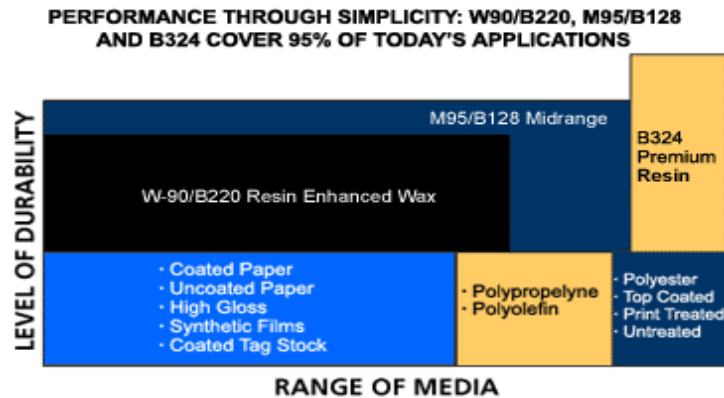 PERFORMANCE THROUGH SIMPLICITY: W90/B220, M95/B128
AND B324 COVER 95% OF TODAY'S APPLICATIONS
LEVEL OF DURABILITY
M95/B128 Midrange
B324
Premium
Resin
W-90/B220 Resin Enhanced Wax
· Coated Paper
· Uncoated Paper
· High Gloss
· Synthetic Films
· Coated Tag Stock
· Polypropelyne
· Polyolefin
· Polyester
· Top Coated
· Print Treated
· Untreated
RANGE OF MEDIA